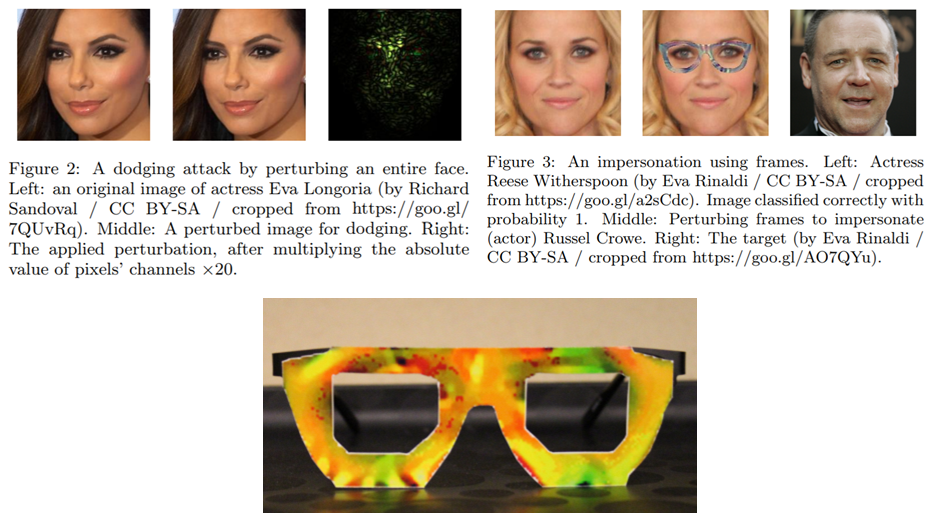 Figure 2: A dodging attack by perturbing an entire face.
Left: an original image of actress Eva Longoria (by Richard
Sandoval / CC BY-SA / cropped from https://goo.gl/
7QUvRq). Middle: A perturbed image for dodging. Right:
The applied perturbation, after multiplying the absolute
value of pixels' channels ×20.
Figure 3: An impersonation using frames. Left: Actress
Reese Witherspoon (by Eva Rinaldi / CC BY-SA / cropped
from https://goo.gl/a2sCdc). Image classified correctly with
probability 1. Middle: Perturbing frames to impersonate
(actor) Russel Crowe. Right: The target (by Eva Rinaldi /
CC BY-SA / cropped from https://goo.gl/AO7QYu).